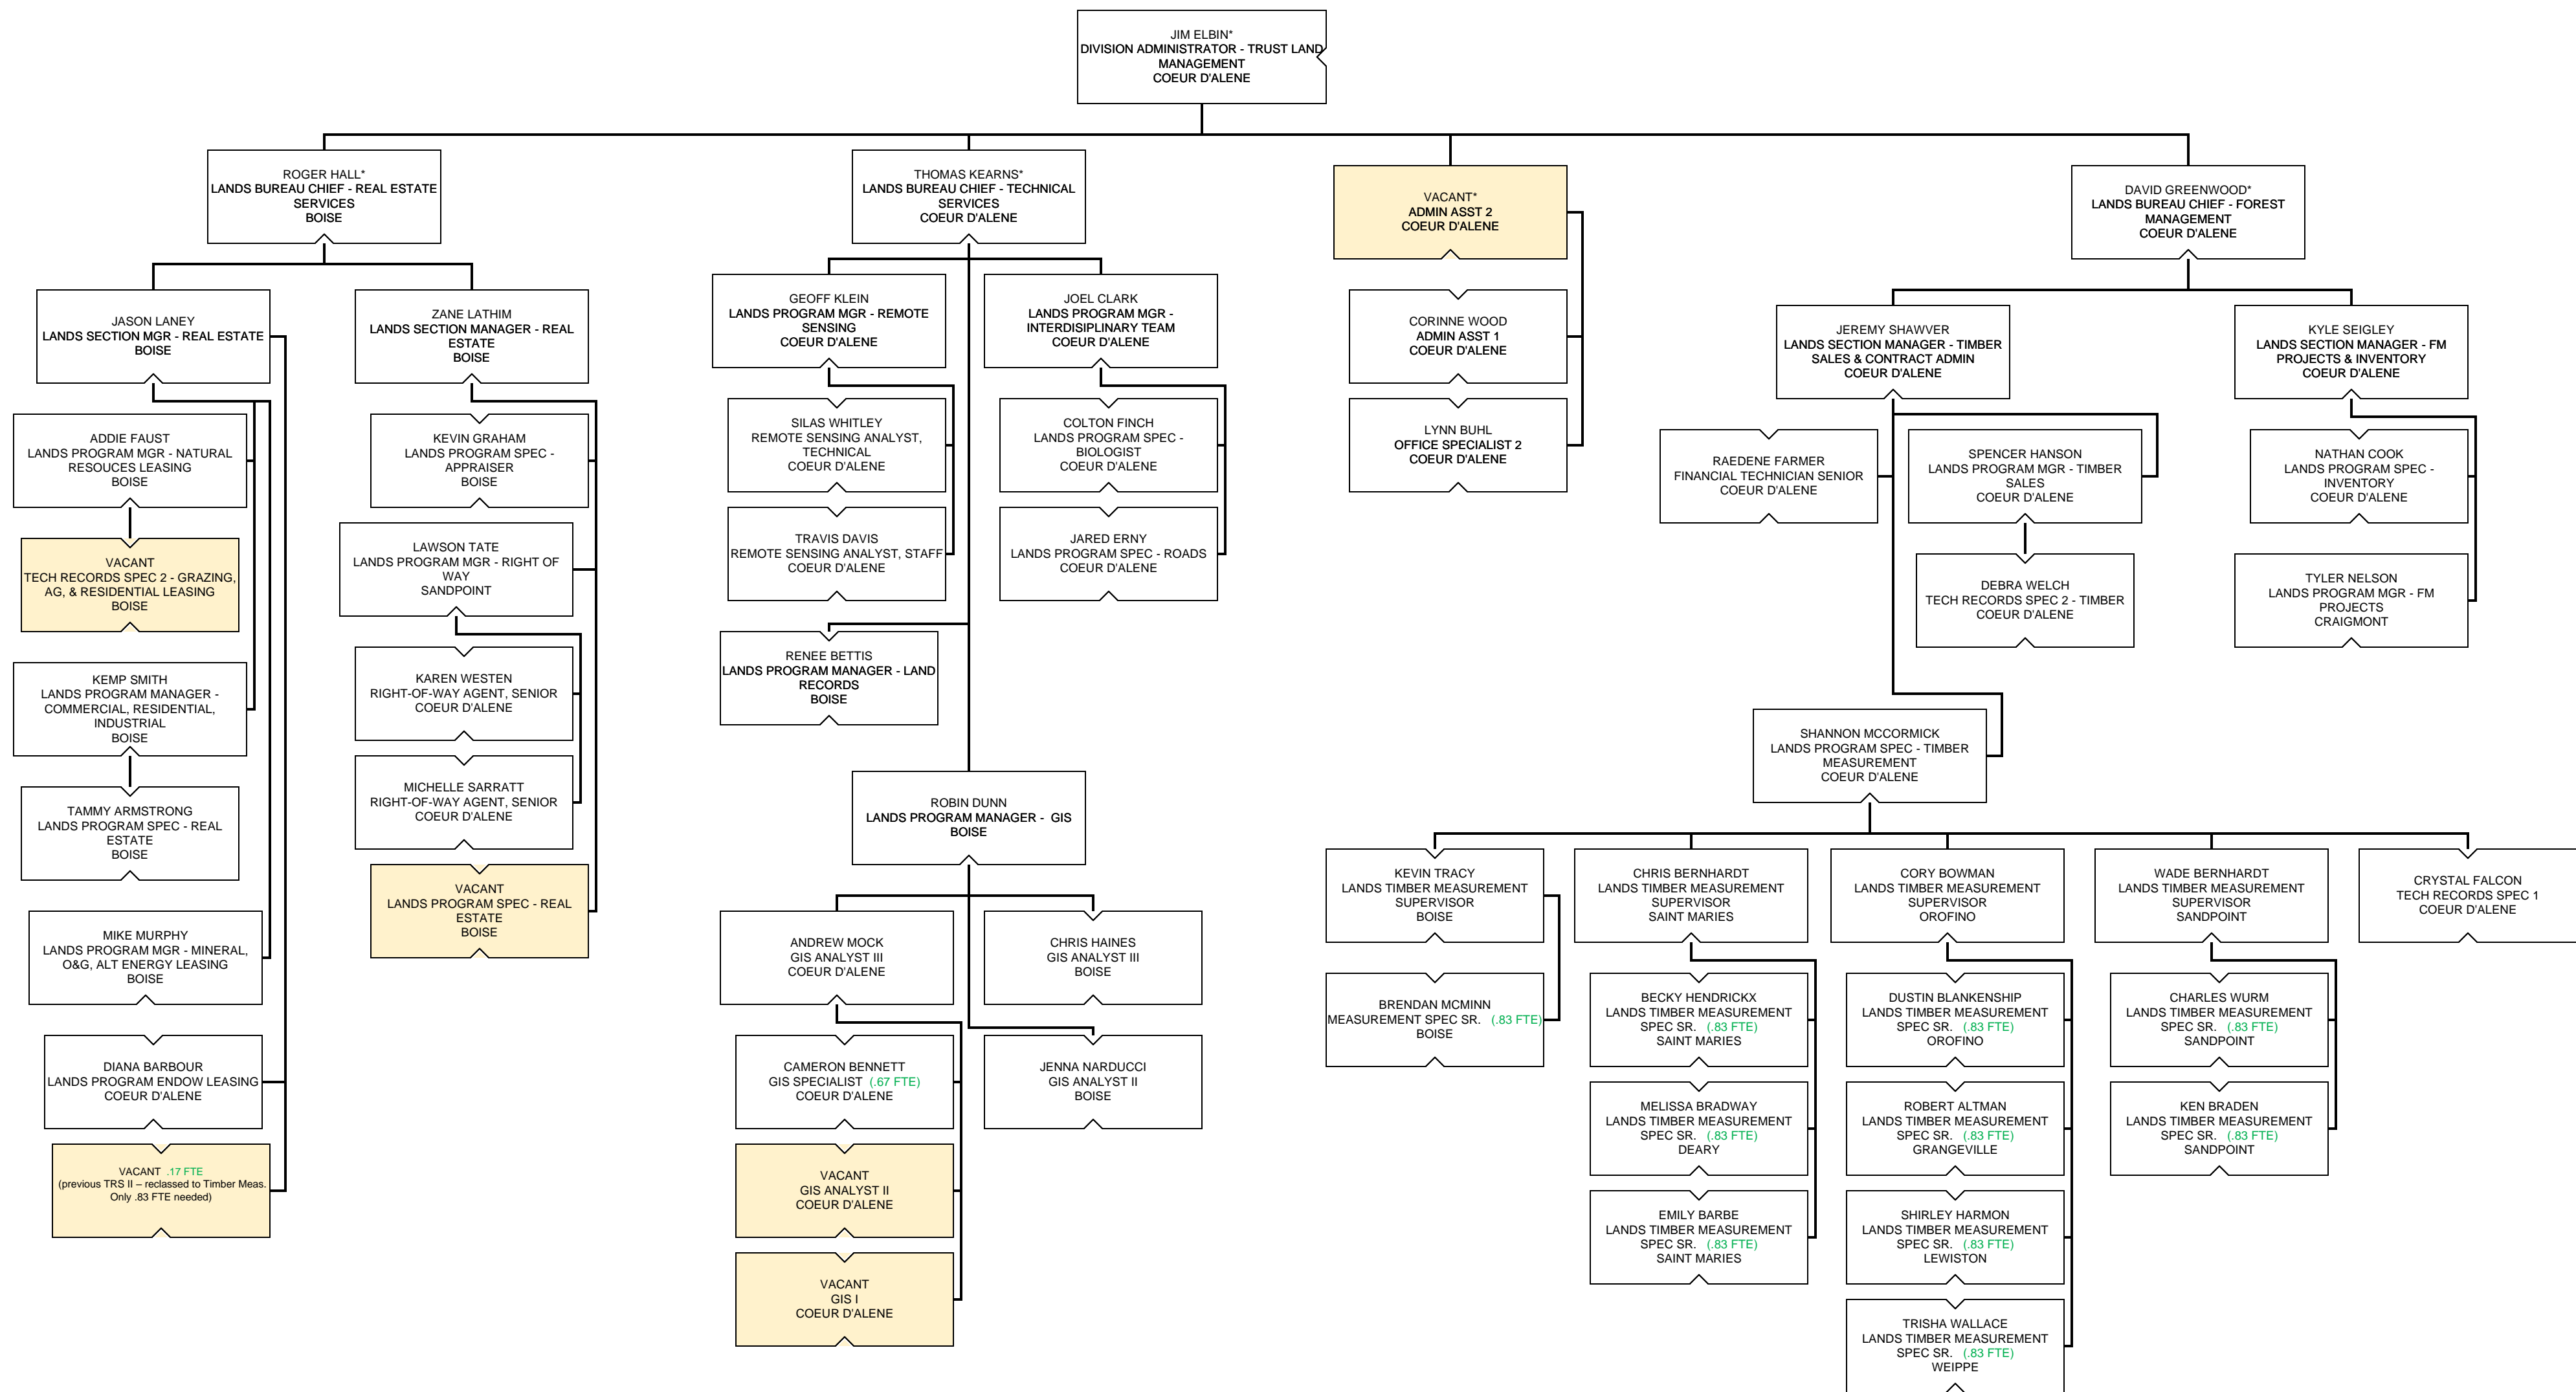 JIM ELBIN*
DIVISION ADMINISTRATOR - TRUST LAND
MANAGEMENT
COEUR D'ALENE
ROGER HALL*
LANDS BUREAU CHIEF - REAL ESTATE
SERVICES
BOISE
THOMAS KEARNS*
LANDS BUREAU CHIEF - TECHNICAL
SERVICES
COEUR D'ALENE
VACANT*
ADMIN ASST 2
COEUR D'ALENE
DAVID GREENWOOD*
LANDS BUREAU CHIEF - FOREST
MANAGEMENT
COEUR D'ALENE
JASON LANEY
LANDS SECTION MGR - REAL ESTATE
BOISE
ADDIE FAUST
LANDS PROGRAM MGR - NATURAL
RESOUCES LEASING
BOISE
VACANT
TECH RECORDS SPEC 2 - GRAZING,
AG, & RESIDENTIAL LEASING
BOISE
KEMP SMITH
LANDS PROGRAM MANAGER -
COMMERCIAL, RESIDENTIAL,
INDUSTRIAL
BOISE
TAMMY ARMSTRONG
LANDS PROGRAM SPEC - REAL
ESTATE
BOISE
MIKE MURPHY
LANDS PROGRAM MGR - MINERAL,
O&G, ALT ENERGY LEASING
BOISE
DIANA BARBOUR
LANDS PROGRAM ENDOW LEASING
COEUR D'ALENE
VACANT .17 FTE
(previous TRS II – reclassed to Timber Meas.
Only .83 FTE needed)
ZANE LATHIM
LANDS SECTION MANAGER - REAL
ESTATE
BOISE
KEVIN GRAHAM
LANDS PROGRAM SPEC -
APPRAISER
BOISE
LAWSON TATE
LANDS PROGRAM MGR - RIGHT OF
WAY
SANDPOINT
KAREN WESTEN
RIGHT-OF-WAY AGENT, SENIOR
COEUR D'ALENE
MICHELLE SARRATT
RIGHT-OF-WAY AGENT, SENIOR
COEUR D'ALENE
VACANT
LANDS PROGRAM SPEC - REAL
ESTATE
BOISE
GEOFF KLEIN
LANDS PROGRAM MGR - REMOTE
SENSING
COEUR D'ALENE
SILAS WHITLEY
REMOTE SENSING ANALYST,
TECHNICAL
COEUR D'ALENE
TRAVIS DAVIS
REMOTE SENSING ANALYST, STAFF
COEUR D'ALENE
JOEL CLARK
LANDS PROGRAM MGR -
INTERDISIPLINARY TEAM
COEUR D'ALENE
COLTON FINCH
LANDS PROGRAM SPEC -
BIOLOGIST
COEUR D'ALENE
JARED ERNY
LANDS PROGRAM SPEC - ROADS
COEUR D'ALENE
RENEE BETTIS
LANDS PROGRAM MANAGER - LAND
RECORDS
BOISE
ROBIN DUNN
LANDS PROGRAM MANAGER - GIS
BOISE
ANDREW MOCK
GIS ANALYST III
COEUR D'ALENE
CHRIS HAINES
GIS ANALYST III
BOISE
CAMERON BENNETT
GIS SPECIALIST (.67 FTE)
COEUR D'ALENE
JENNA NARDUCCI
GIS ANALYST II
BOISE
VACANT
GIS ANALYST II
COEUR D'ALENE
VACANT
GIS I
COEUR D'ALENE
CORINNE WOOD
ADMIN ASST 1
COEUR D'ALENE
LYNN BUHL
OFFICE SPECIALIST 2
COEUR D'ALENE
JEREMY SHAWVER
LANDS SECTION MANAGER - TIMBER
SALES & CONTRACT ADMIN
COEUR D'ALENE
KYLE SEIGLEY
LANDS SECTION MANAGER - FM
PROJECTS & INVENTORY
COEUR D'ALENE
RAEDENE FARMER
FINANCIAL TECHNICIAN SENIOR
COEUR D'ALENE
SPENCER HANSON
LANDS PROGRAM MGR - TIMBER
SALES
COEUR D'ALENE
DEBRA WELCH
TECH RECORDS SPEC 2 - TIMBER
COEUR D'ALENE
NATHAN COOK
LANDS PROGRAM SPEC -
INVENTORY
COEUR D'ALENE
TYLER NELSON
LANDS PROGRAM MGR - FM
PROJECTS
CRAIGMONT
SHANNON MCCORMICK
LANDS PROGRAM SPEC - TIMBER
MEASUREMENT
COEUR D'ALENE
KEVIN TRACY
LANDS TIMBER MEASUREMENT
SUPERVISOR
BOISE
BRENDAN MCMINN
MEASUREMENT SPEC SR. (.83 FTE)
BOISE
CHRIS BERNHARDT
LANDS TIMBER MEASUREMENT
SUPERVISOR
SAINT MARIES
BECKY HENDRICKX
LANDS TIMBER MEASUREMENT
SPEC SR. (.83 FTE)
SAINT MARIES
MELISSA BRADWAY
LANDS TIMBER MEASUREMENT
SPEC SR. (.83 FTE)
DEARY
EMILY BARBE
LANDS TIMBER MEASUREMENT
SPEC SR. (.83 FTE)
SAINT MARIES
CORY BOWMAN
LANDS TIMBER MEASUREMENT
SUPERVISOR
OROFINO
DUSTIN BLANKENSHIP
LANDS TIMBER MEASUREMENT
SPEC SR. (.83 FTE)
OROFINO
ROBERT ALTMAN
LANDS TIMBER MEASUREMENT
SPEC SR. (.83 FTE)
GRANGEVILLE
SHIRLEY HARMON
LANDS TIMBER MEASUREMENT
SPEC SR. (.83 FTE)
LEWISTON
TRISHA WALLACE
LANDS TIMBER MEASUREMENT
SPEC SR. (.83 FTE)
WEIPPE
WADE BERNHARDT
LANDS TIMBER MEASUREMENT
SUPERVISOR
SANDPOINT
CHARLES WURM
LANDS TIMBER MEASUREMENT
SPEC SR. (.83 FTE)
SANDPOINT
KEN BRADEN
LANDS TIMBER MEASUREMENT
SPEC SR. (.83 FTE)
SANDPOINT
CRYSTAL FALCON
TECH RECORDS SPEC 1
COEUR D'ALENE